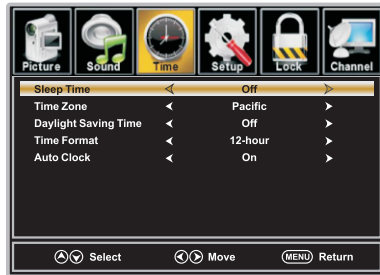 Picture Sound Time Setup Lock Channel
Sleep Time Off
Time Zone Pacific
Daylight Saving Time Off
Time Format 12-hour
Auto Clock On
Select Move MENU Return